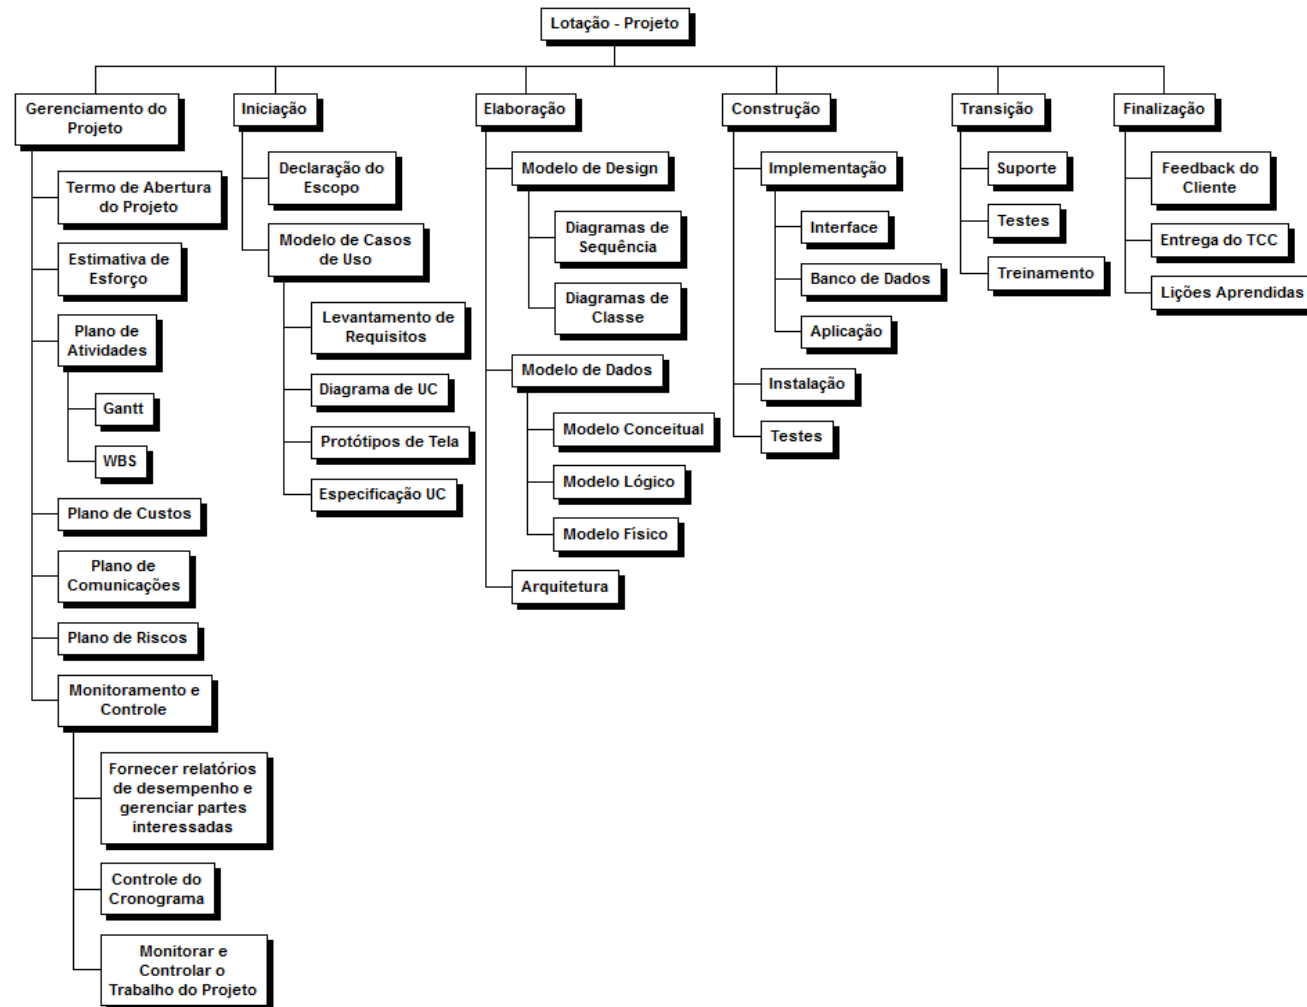 Lotação - Projeto
Gerenciamento do
Projeto
Termo de Abertura
do Projeto
Estimativa de
Esforço
Plano de
Atividades
Gantt
WBS
Plano de Custos
Plano de
Comunicações
Plano de Riscos
Monitoramento e
Controle
Fornecer relatórios
de desempenho e
gerenciar partes
interessadas
Controle do
Cronograma
Monitorar e
Controlar o
Trabalho do Projeto
Iniciação
Declaração do
Escopo
Modelo de Casos
de Uso
Levantamento de
Requisitos
Diagrama de UC
Protótipos de Tela
Especificação UC
Elaboração
Modelo de Design
Diagramas de
Sequência
Diagramas de
Classe
Modelo de Dados
Modelo Conceitual
Modelo Lógico
Modelo Físico
Arquitetura
Construção
Implementação
Interface
Banco de Dados
Aplicação
Instalação
Testes
Transição
Suporte
Testes
Treinamento
Finalização
Feedback do
Cliente
Entrega do TCC
Lições Aprendidas